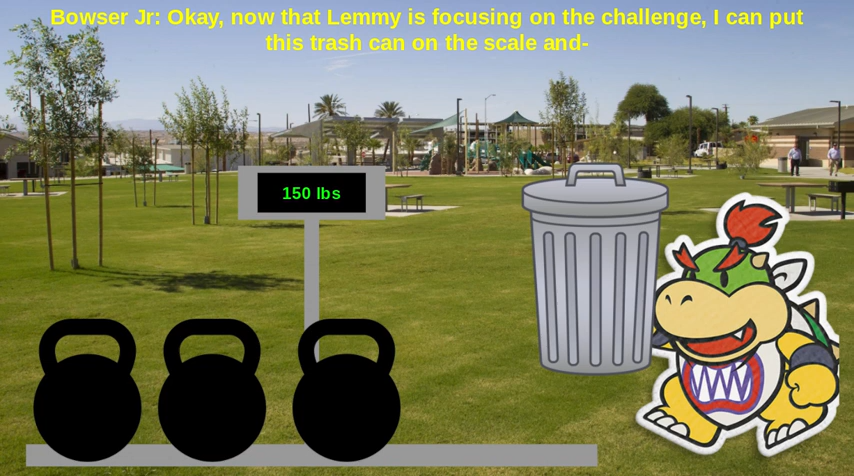 Bowser Jr: Okay, now that Lemmy is focusing on the challenge, I can put
this trash can on the scale and-
150 lbs